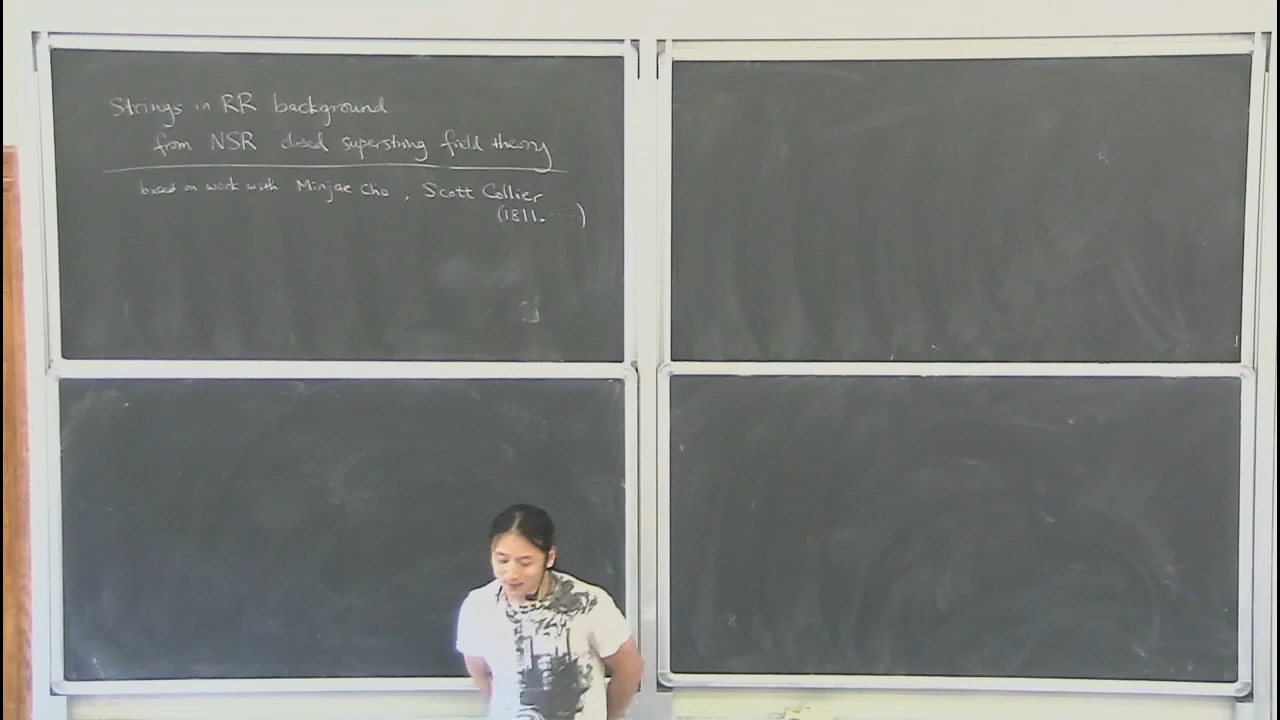 Strings in RR background
from NSR closed superstring field theory
based on work with Minjae Cho, Scott Collier
(1811.····)